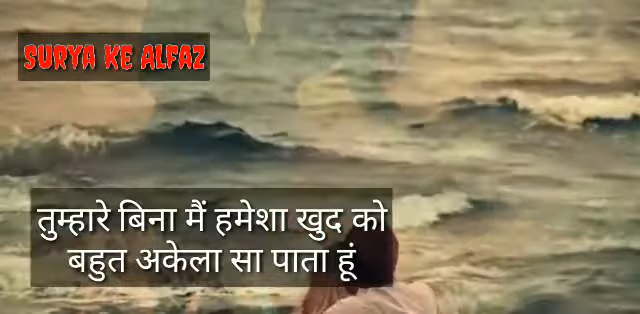 SURYA KE ALFAZ
तुम्हारे बिना मैं हमेशा खुद को
बहुत अकेला सा पाता हूं